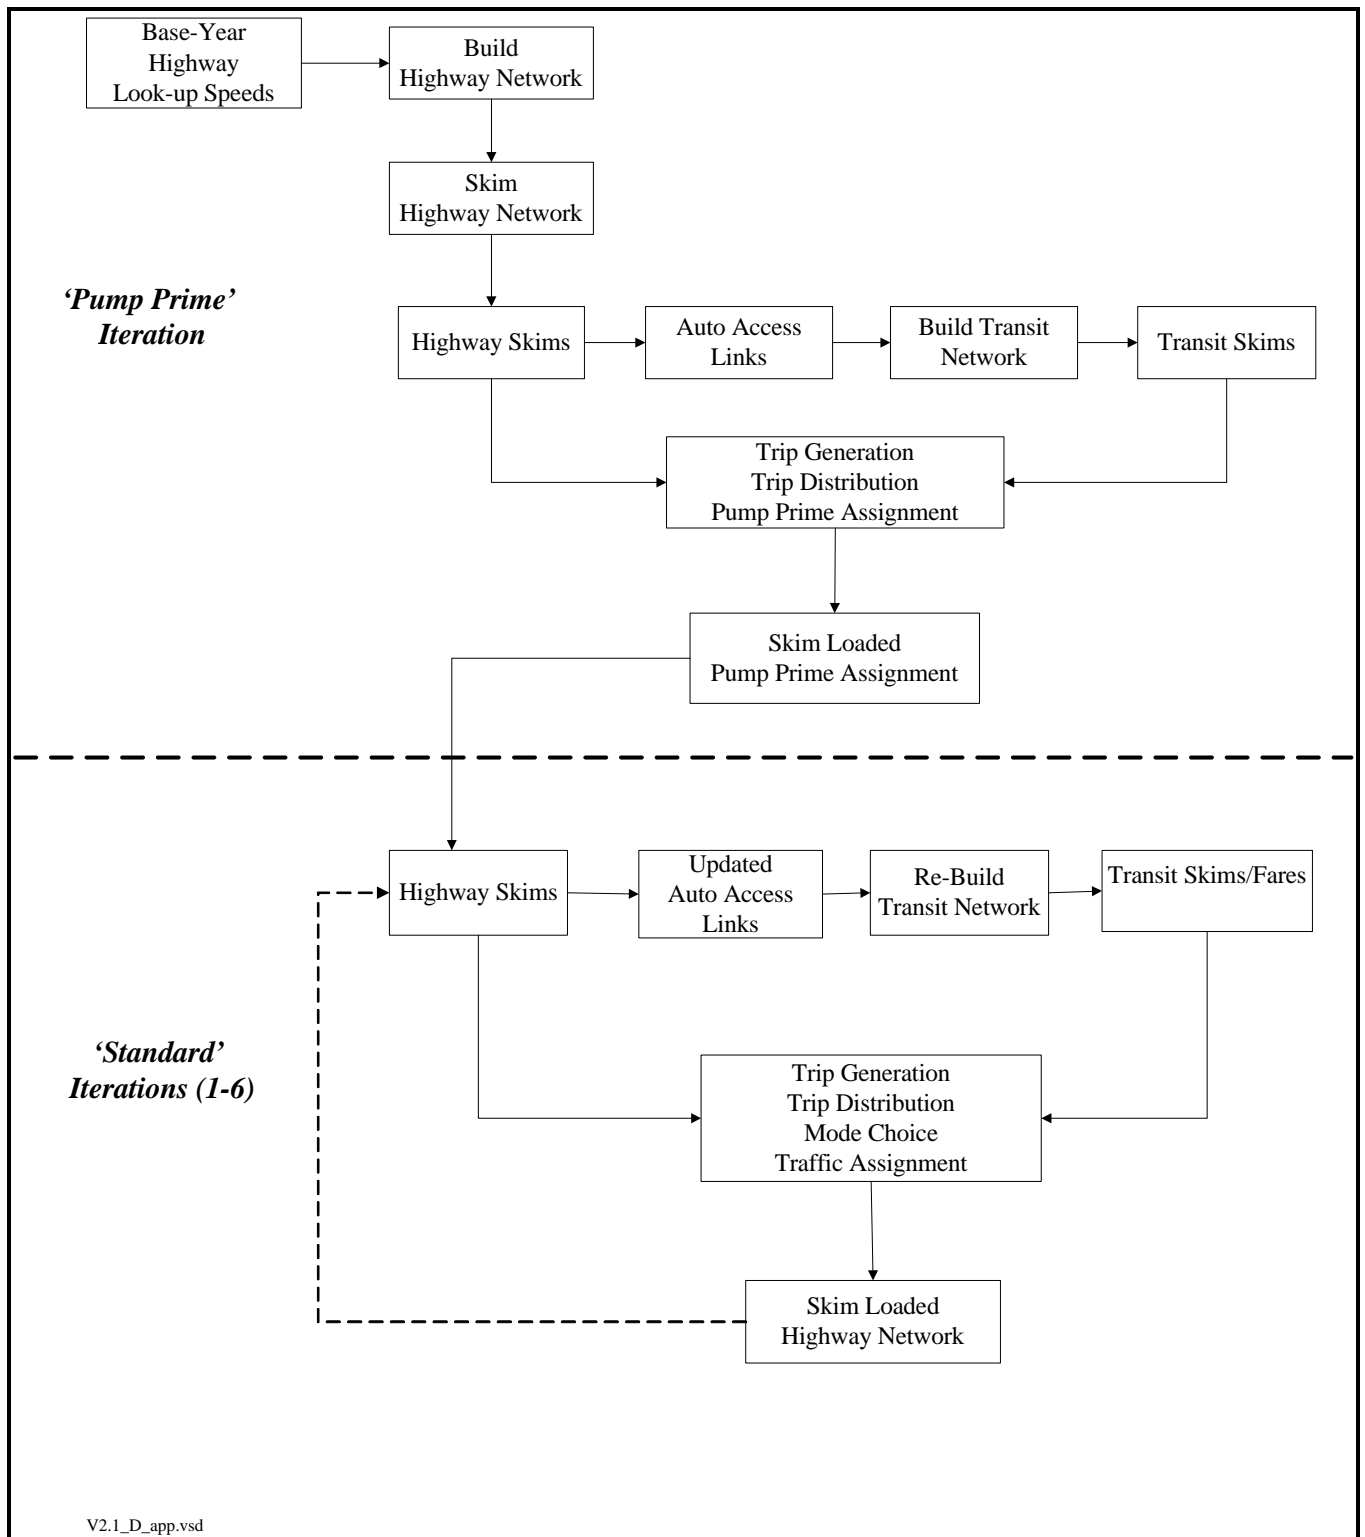 Base-Year
Highway
Look-up Speeds
Build
Highway Network
Skim
Highway Network
‘Pump Prime’
Iteration
Highway Skims
Auto Access
Links
Build Transit
Network
Transit Skims
Trip Generation
Trip Distribution
Pump Prime Assignment
Skim Loaded
Pump Prime Assignment
Highway Skims
Updated
Auto Access
Links
Re-Build
Transit Network
Transit Skims/Fares
‘Standard’
Iterations (1-6)
Trip Generation
Trip Distribution
Mode Choice
Traffic Assignment
Skim Loaded
Highway Network
V2.1_D_app.vsd